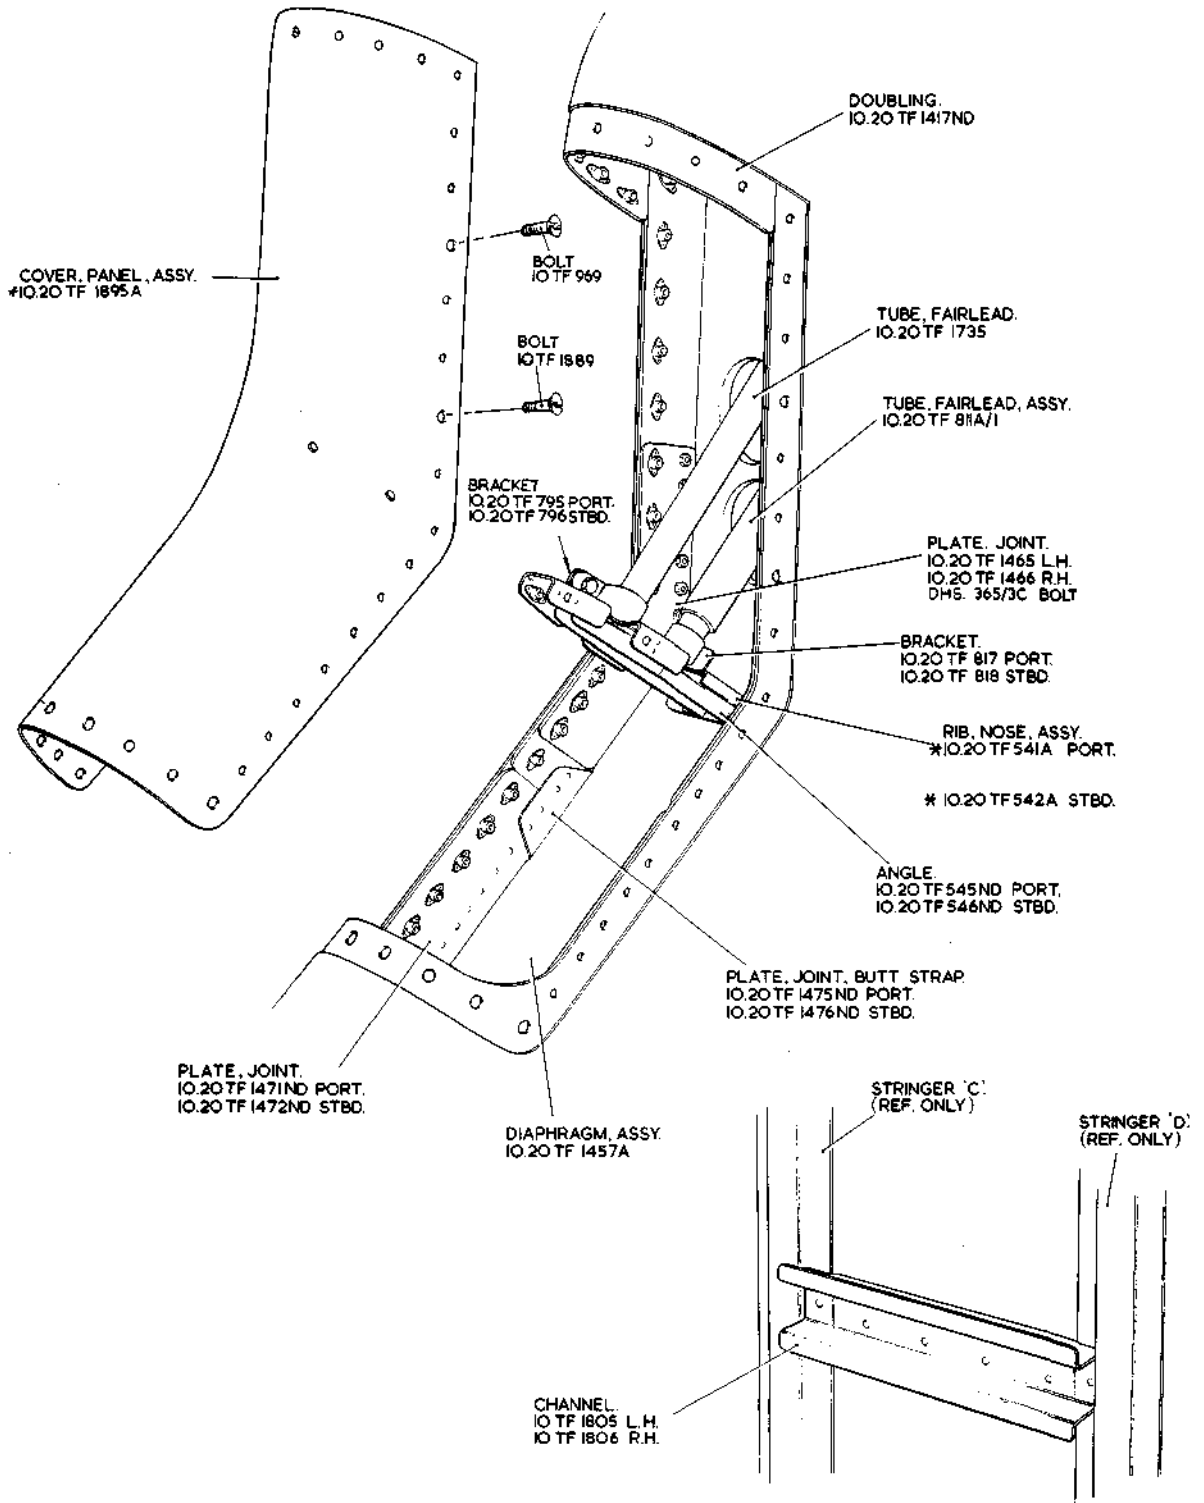 DOUBLING.
10.20 TF 1417ND
COVER, PANEL, ASSY.
*10.20 TF 1895A
BOLT
10 TF 969
TUBE, FAIRLEAD.
10.20 TF 1735
BOLT
10 TF 1889
TUBE, FAIRLEAD, ASSY.
10.20 TF 811A/1
BRACKET
10.20 TF 795 PORT.
10.20 TF 796 STBD.
PLATE, JOINT.
10.20 TF 1465 L.H.
10.20 TF 1466 R.H.
DHS. 365/3C BOLT
BRACKET.
10.20 TF 817 PORT.
10.20 TF 818 STBD.
RIB, NOSE, ASSY.
*10.20 TF 541A PORT.
* 10.20 TF 542A STBD.
ANGLE.
10.20 TF 545ND PORT.
10.20 TF 546ND STBD.
PLATE, JOINT, BUTT STRAP.
10.20 TF 1475ND PORT.
10.20 TF 1476ND STBD.
PLATE, JOINT.
10.20 TF 1471ND PORT.
10.20 TF 1472ND STBD.
DIAPHRAGM, ASSY.
10.20 TF 1457A
STRINGER 'C'.
(REF. ONLY)
STRINGER 'D'.
(REF. ONLY)
CHANNEL.
10 TF 1805 L.H.
10 TF 1806 R.H.